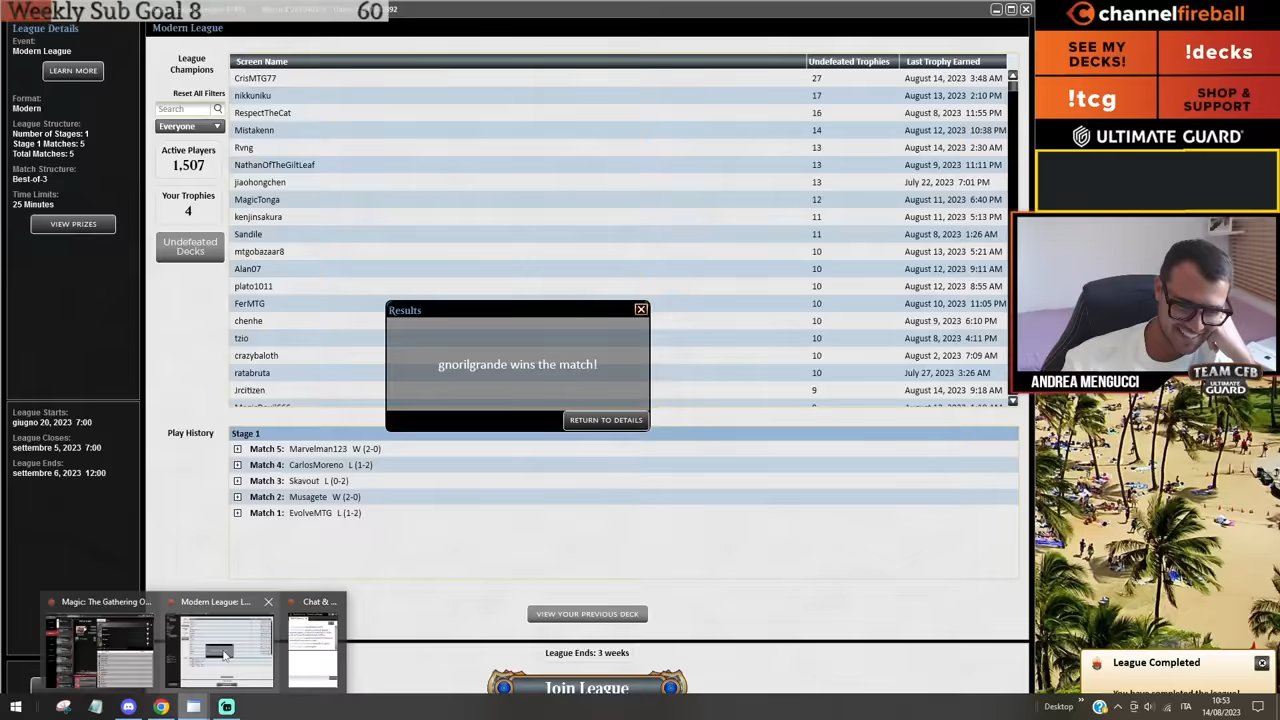 Weekly Sub Goal 8
60
392
channelfireball
SEE MY DECKS!
!decks
!tcg
SHOP & SUPPORT
ULTIMATE GUARD
League Details
Event:
Modern League
LEARN MORE
Format:
Modern
League Structure:
Number of Stages: 1
Stage 1 Matches: 5
Total Matches: 5
Match Structure:
Best-of-3
Time Limits:
25 Minutes
VIEW PRIZES
League Starts:
giugno 20, 2023 7:00
League Closes:
settembre 5, 2023 7:00
League Ends:
settembre 6, 2023 12:00
Modern League
League Champions
Reset All Filters
Search
Everyone
Active Players
1,507
Your Trophies
4
Undefeated Decks
Screen Name Undefeated Trophies Last Trophy Earned
CrisMTG77 27 August 14, 2023 3:48 AM
nikkuniku 17 August 13, 2023 2:10 PM
RespectTheCat 16 August 8, 2023 11:55 PM
Mistakenn 14 August 12, 2023 10:38 PM
Rvng 13 August 14, 2023 2:30 AM
NathanOfTheGiltLeaf 13 August 9, 2023 11:11 PM
jiaohongchen 13 July 22, 2023 7:01 PM
MagicTonga 12 August 11, 2023 6:40 PM
kenjinsakura 11 August 11, 2023 5:13 PM
Sandile 11 August 8, 2023 1:26 AM
mtgobazaar8 10 August 13, 2023 5:21 AM
Alan07 10 August 12, 2023 9:11 AM
plato1011 10 August 12, 2023 8:55 AM
FerMTG 10 August 10, 2023 11:05 PM
chenhe 10 August 9, 2023 6:10 PM
tzio 10 August 8, 2023 4:11 PM
crazybaloth 10 August 2, 2023 7:09 AM
ratabruta 10 July 27, 2023 3:26 AM
Jrcitizen 9 August 14, 2023 9:18 AM
Results
gnorilgrande wins the match!
RETURN TO DETAILS
Play History
Stage 1
Match 5: Marvelman123 W (2-0)
Match 4: CarlosMoreno L (1-2)
Match 3: Skavout L (0-2)
Match 2: Musagete W (2-0)
Match 1: EvolveMTG L (1-2)
VIEW YOUR PREVIOUS DECK
League Ends: 3 weeks
Join League
ANDREA MENGUCCI
TEAM CFB
ULTIMATE GUARD
Magic: The Gathering O...
Modern League: L...
Chat & ...
League Completed
Desktop
ITA
10:53
14/08/2023